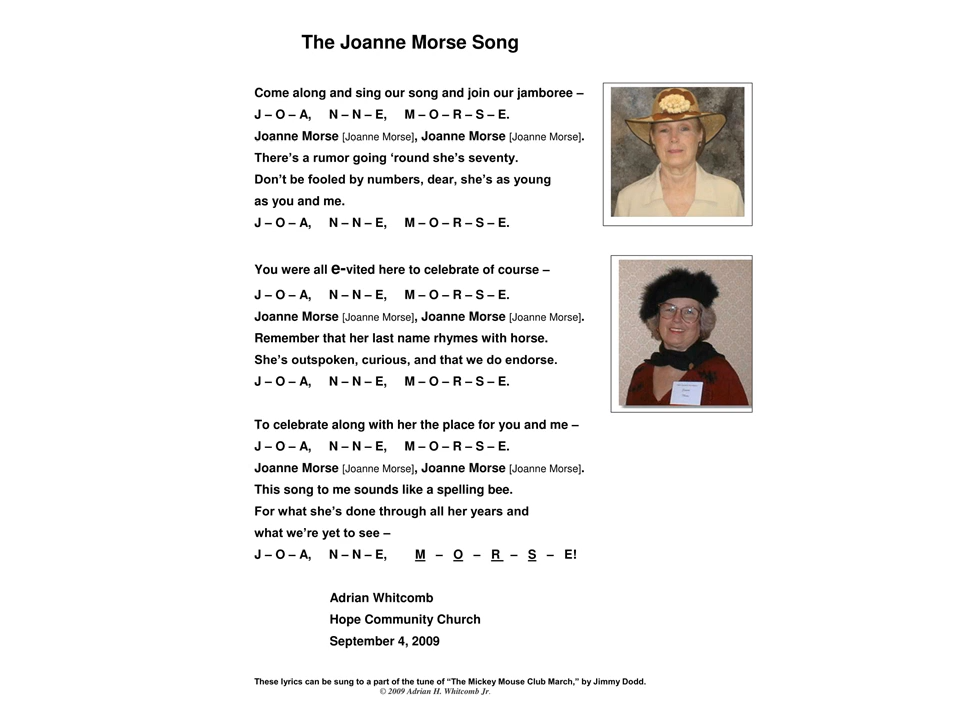 The Joanne Morse Song
Come along and sing our song and join our jamboree –
J – O – A, N – N – E, M – O – R – S – E.
Joanne Morse [Joanne Morse], Joanne Morse [Joanne Morse].
There’s a rumor going ‘round she’s seventy.
Don’t be fooled by numbers, dear, she’s as young
as you and me.
J – O – A, N – N – E, M – O – R – S – E.
You were all e-vited here to celebrate of course –
J – O – A, N – N – E, M – O – R – S – E.
Joanne Morse [Joanne Morse], Joanne Morse [Joanne Morse].
Remember that her last name rhymes with horse.
She’s outspoken, curious, and that we do endorse.
J – O – A, N – N – E, M – O – R – S – E.
To celebrate along with her the place for you and me –
J – O – A, N – N – E, M – O – R – S – E.
Joanne Morse [Joanne Morse], Joanne Morse [Joanne Morse].
This song to me sounds like a spelling bee.
For what she’s done through all her years and
what we’re yet to see –
J – O – A, N – N – E, M – O – R – S – E!
Adrian Whitcomb
Hope Community Church
September 4, 2009
These lyrics can be sung to a part of the tune of “The Mickey Mouse Club March,” by Jimmy Dodd.
© 2009 Adrian H. Whitcomb Jr.